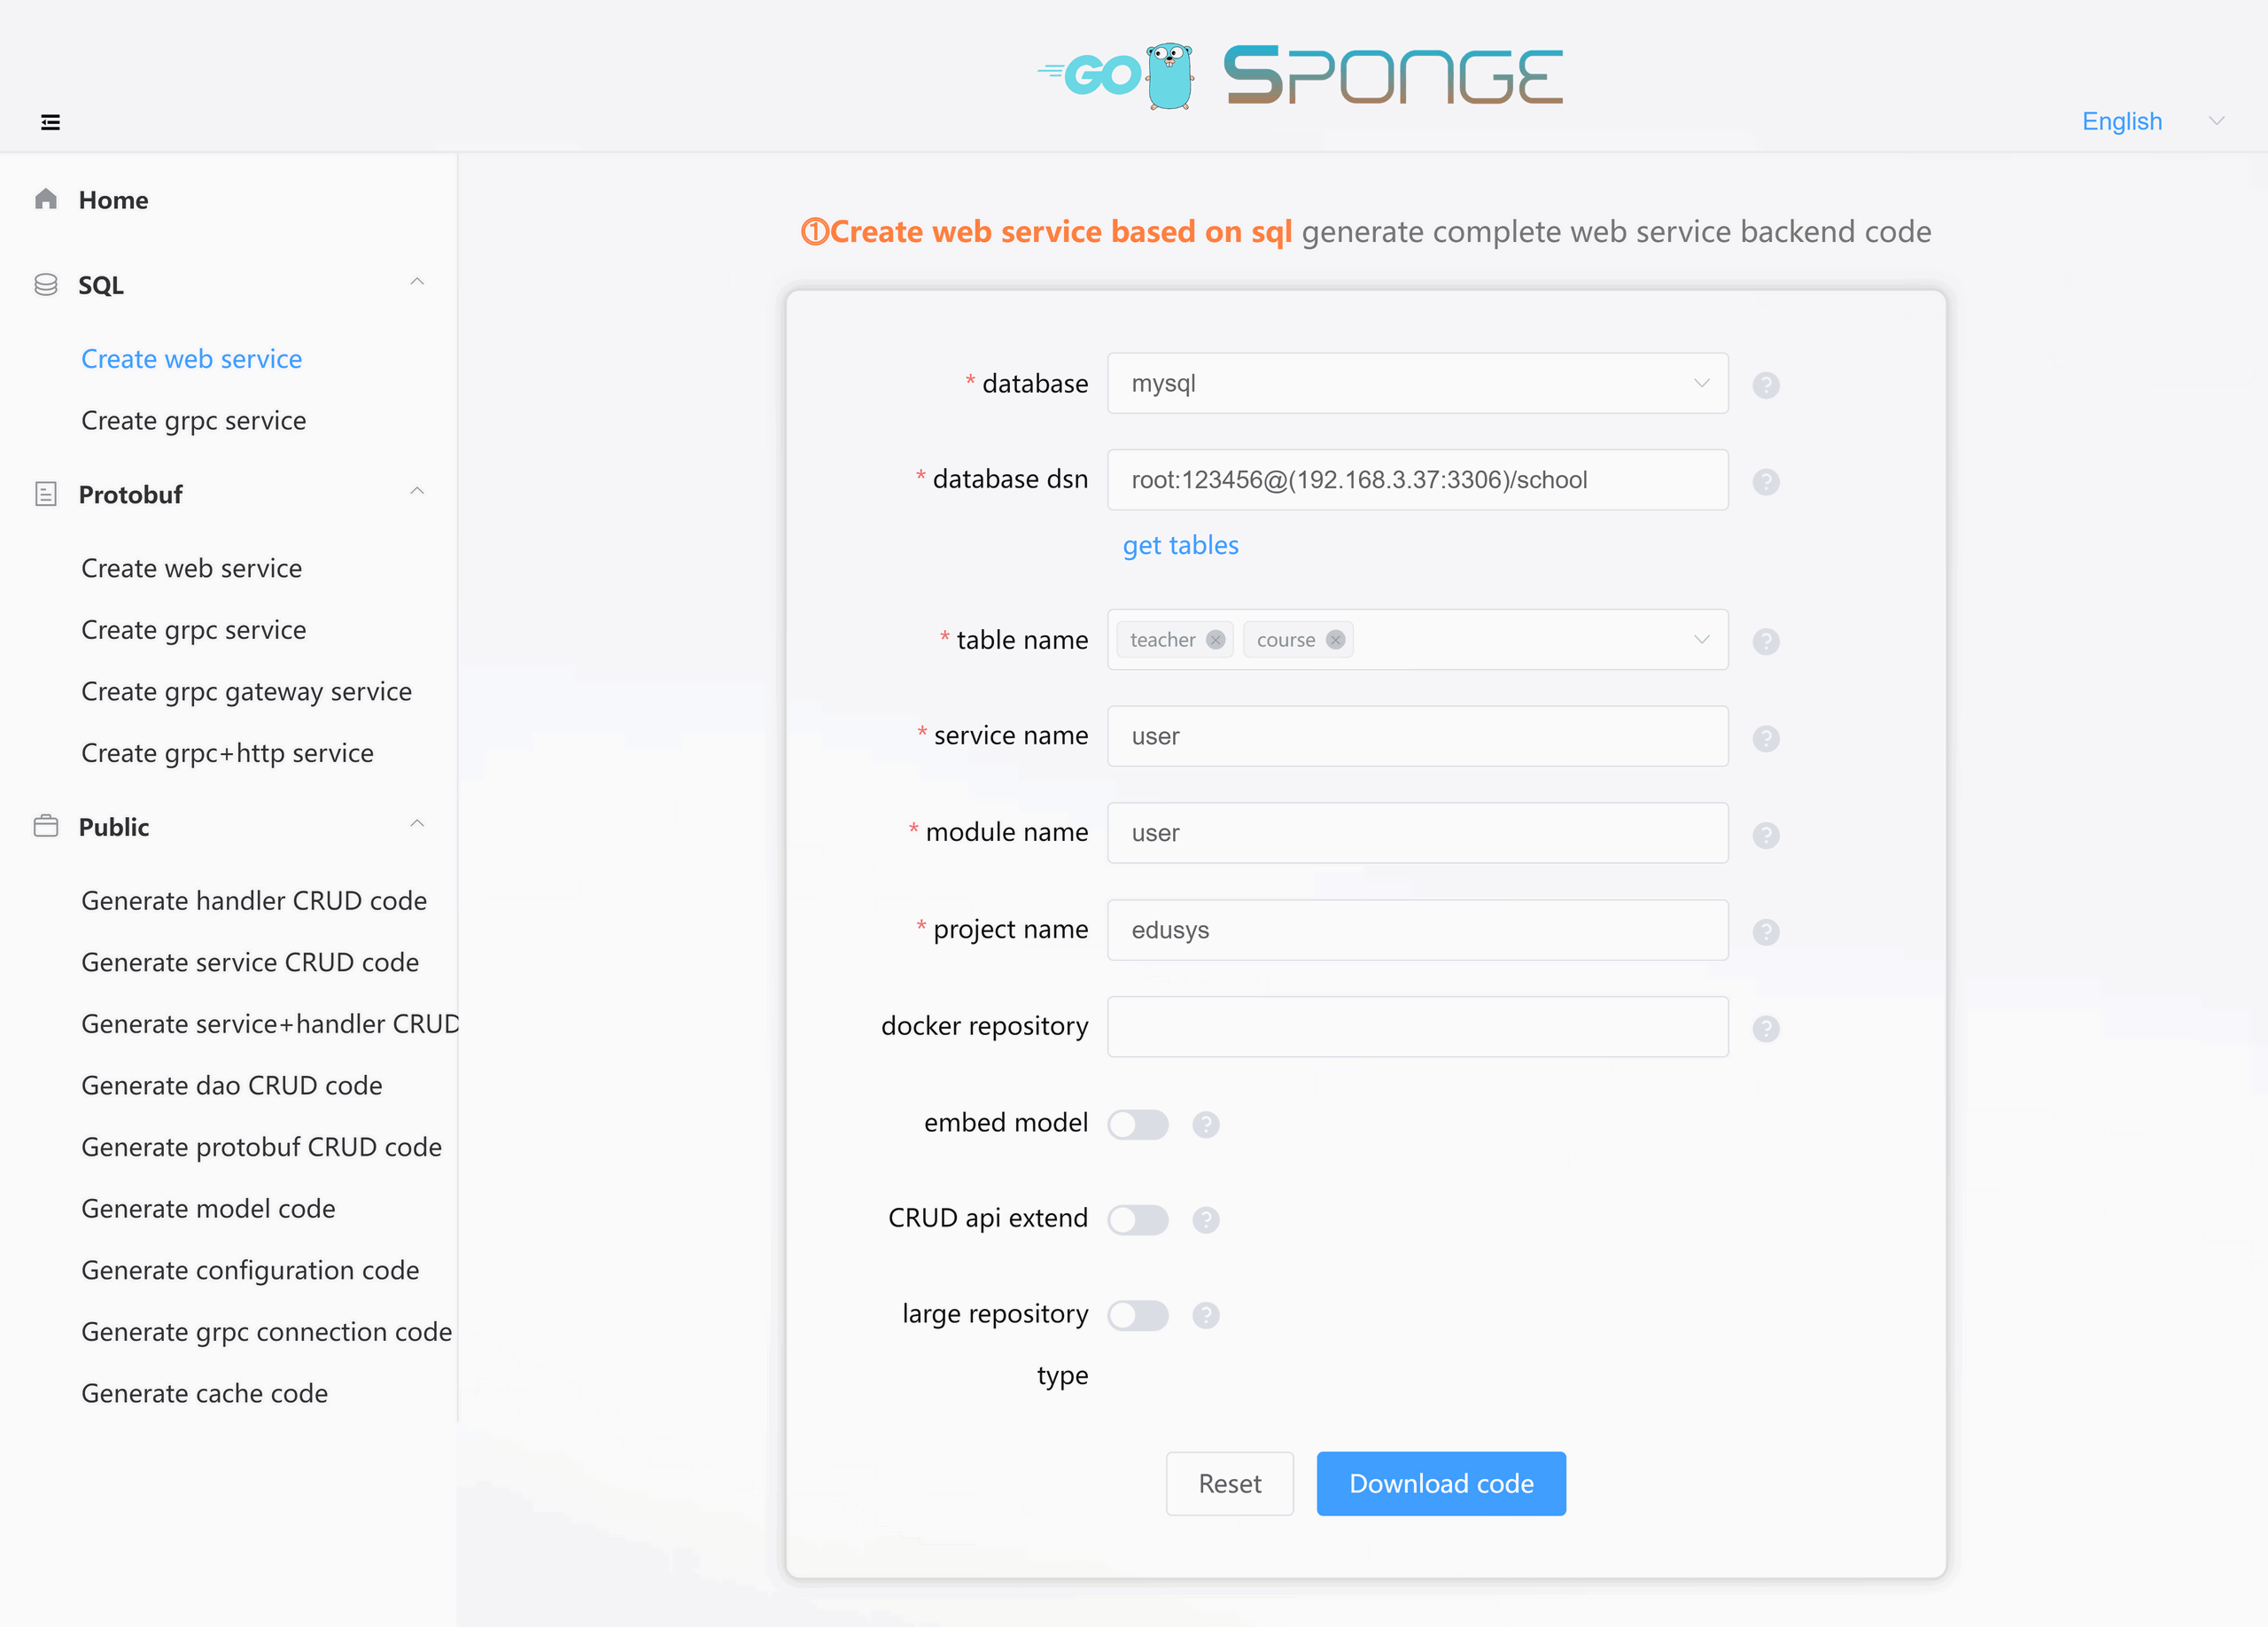 GO SPONGE
English
Home
SQL
Create web service
Create grpc service
Protobuf
Create web service
Create grpc service
Create grpc gateway service
Create grpc+http service
Public
Generate handler CRUD code
Generate service CRUD code
Generate service+handler CRUD
Generate dao CRUD code
Generate protobuf CRUD code
Generate model code
Generate configuration code
Generate grpc connection code
Generate cache code
①Create web service based on sql generate complete web service backend code
* database mysql ?
* database dsn root:123456@(192.168.3.37:3306)/school ?
get tables
* table name teacher course ?
* service name user ?
* module name user ?
* project name edusys ?
docker repository ?
embed model ?
CRUD api extend ?
large repository ?
type
Reset Download code